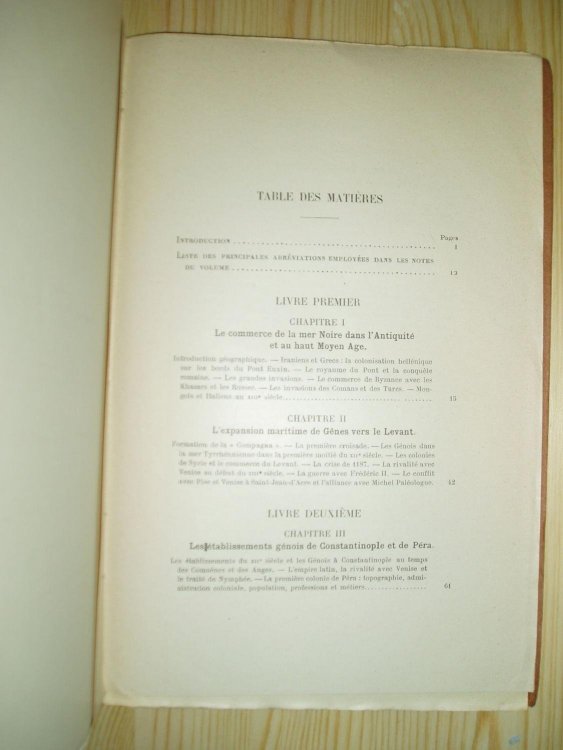 TABLE DES MATIÈRES
Pages
INTRODUCTION 1
LISTE DES PRINCIPALES ABRÉVIATIONS EMPLOYÉES DANS LES NOTES
DU VOLUME 13
LIVRE PREMIER
CHAPITRE I
Le commerce de la mer Noire dans l'Antiquité
et au haut Moyen Age.
Introduction géographique. — Iraniens et Grecs : la colonisation hellénique
sur les bords du Pont Euxin. — Le royaume du Pont et la conquête
romaine. — Les grandes invasions. — Le commerce de Byzance avec les
Khazars et les Russes. — Les invasions des Comans et des Turcs. — Mon-
gols et Italiens au XIIIe siècle 15
CHAPITRE II
L'expansion maritime de Gênes vers le Levant.
Formation de la « Compagna ». — La première croisade. — Les Génois dans
la mer Tyrrhénienne dans la première moitié du XIIe siècle. — Les colonies
de Syrie et le commerce du Levant. — La crise de 1187. — La rivalité avec
Venise au début du XIIIe siècle. — La guerre avec Frédéric II. — Le conflit
avec Pise et Venise à Saint-Jean-d'Acre et l'alliance avec Michel Paléologue. 42
LIVRE DEUXIÈME
CHAPITRE III
Les établissements génois de Constantinople et de Péra.
Les établissements du XIIe siècle et les Génois à Constantinople au temps
des Comnènes et des Anges. — L'empire latin, la rivalité avec Venise et
le traité de Nymphée. — La première colonie de Péra : topographie, admi-
nistration coloniale, population, professions et métiers 61